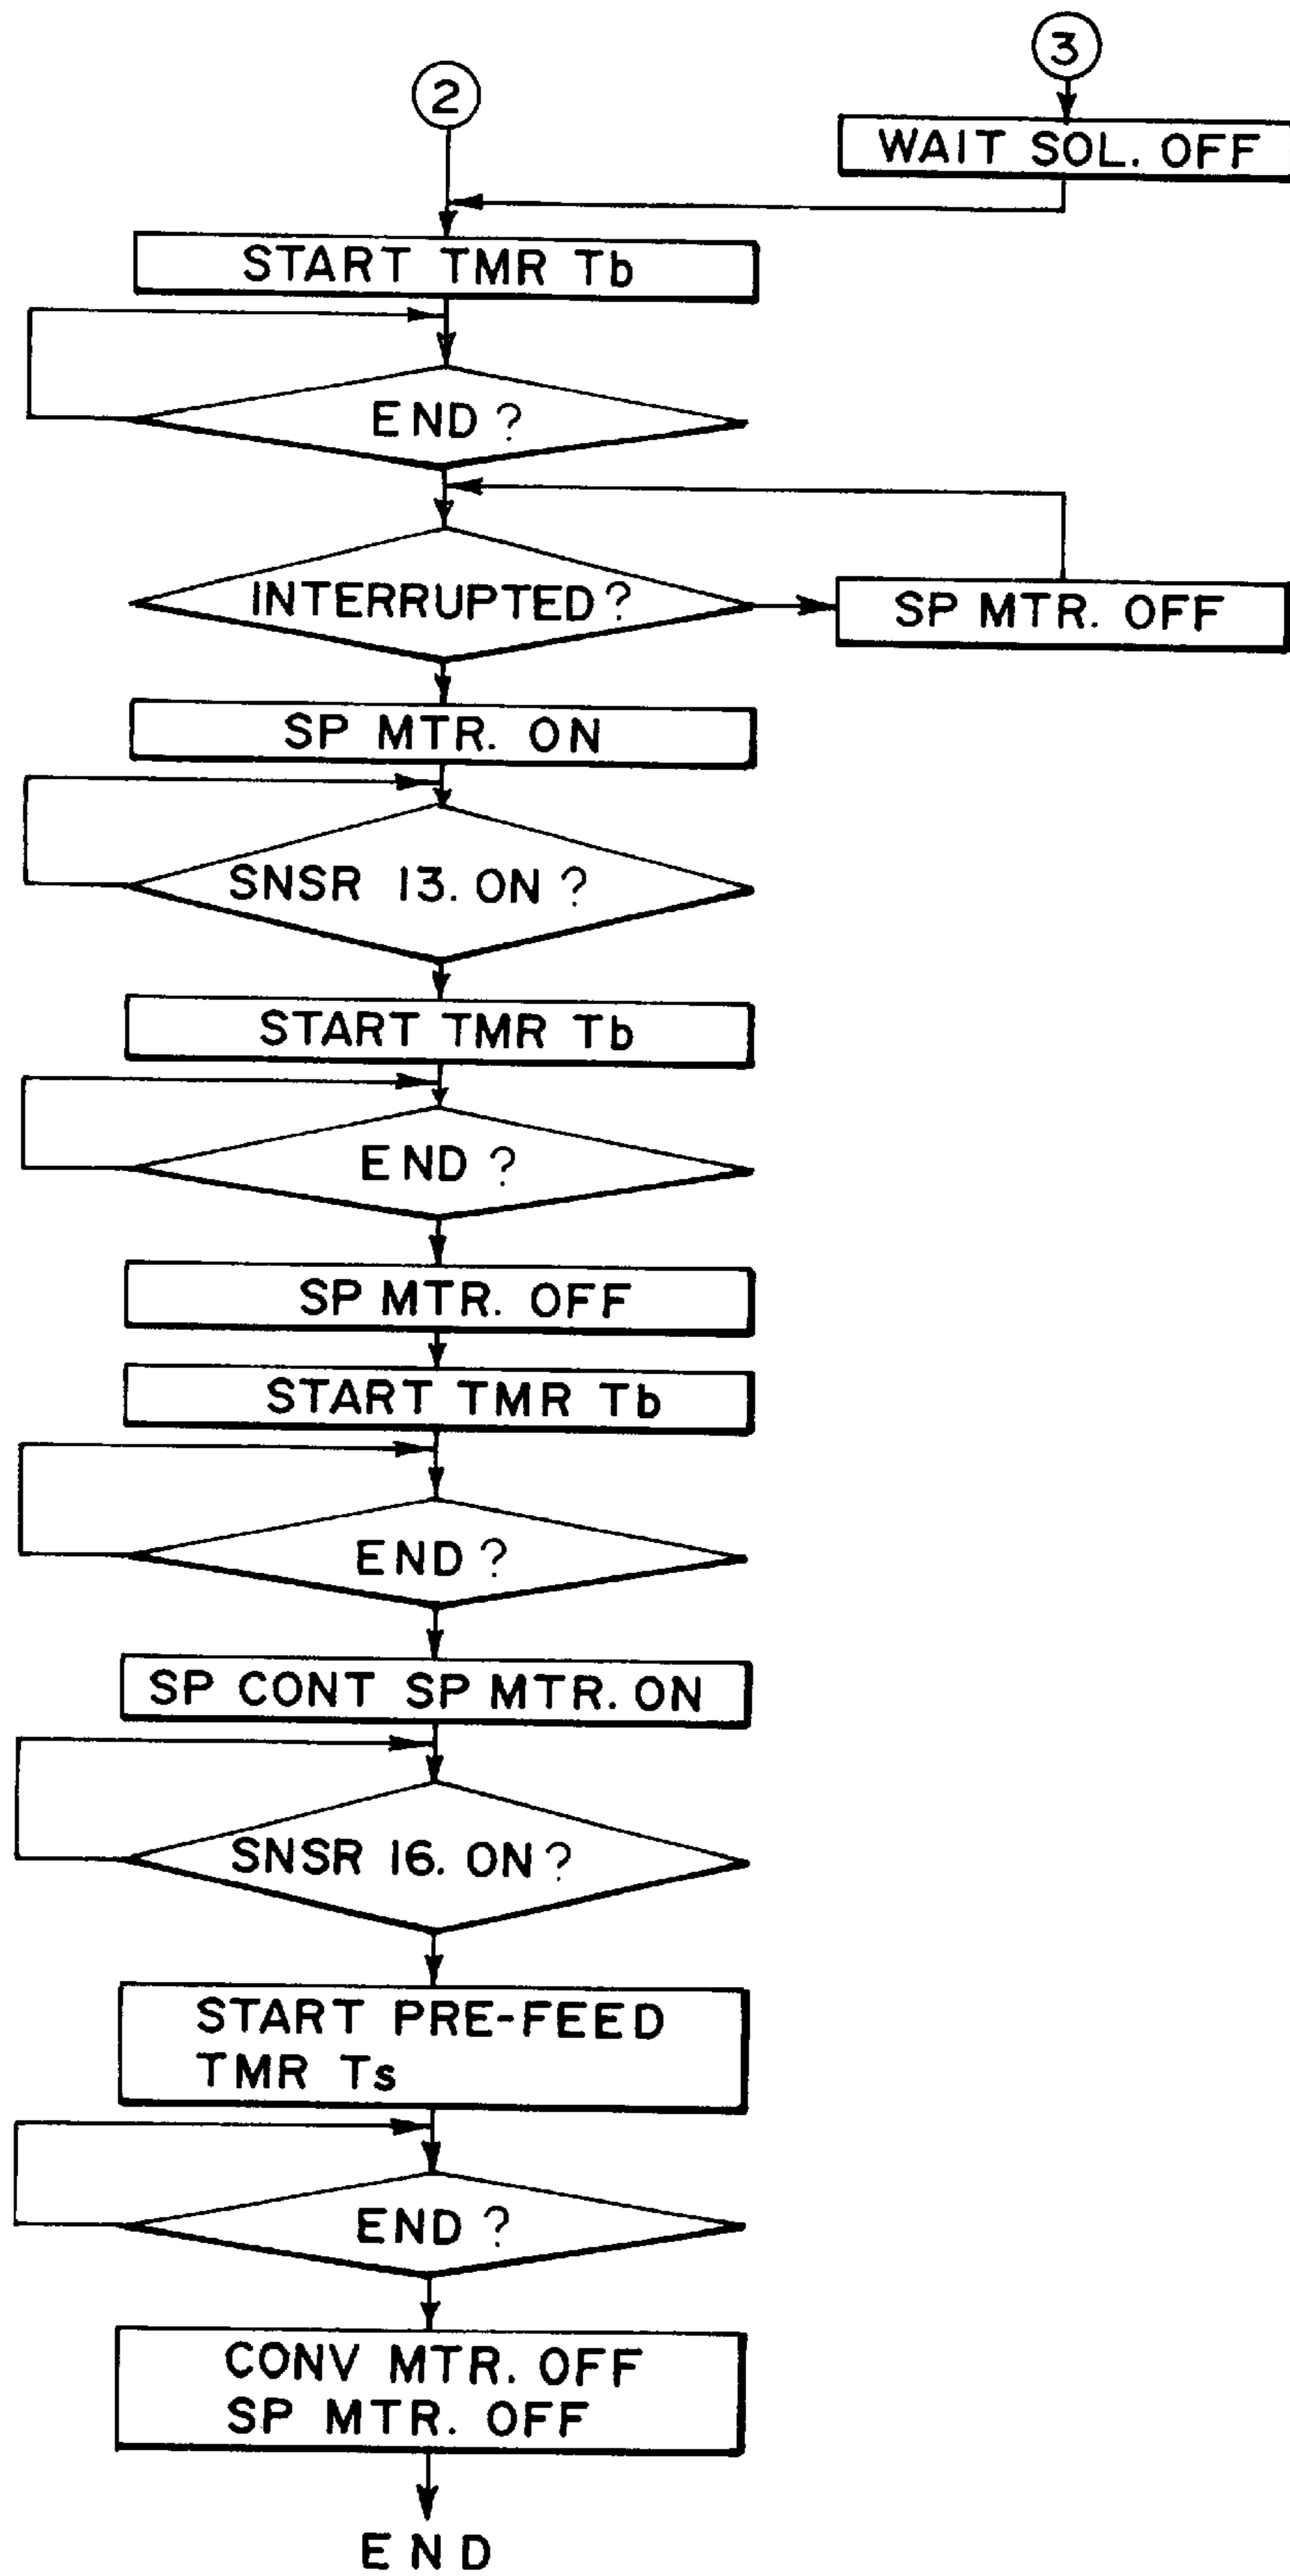 3
2
WAIT SOL. OFF
START TMR Tb
END ?
INTERRUPTED ?
SP MTR. OFF
SP MTR. ON
SNSR 13. ON ?
START TMR Tb
END ?
SP MTR. OFF
START TMR Tb
END ?
SP CONT SP MTR. ON
SNSR 16. ON ?
START PRE-FEED
TMR Ts
END ?
CONV MTR. OFF
SP MTR. OFF
END